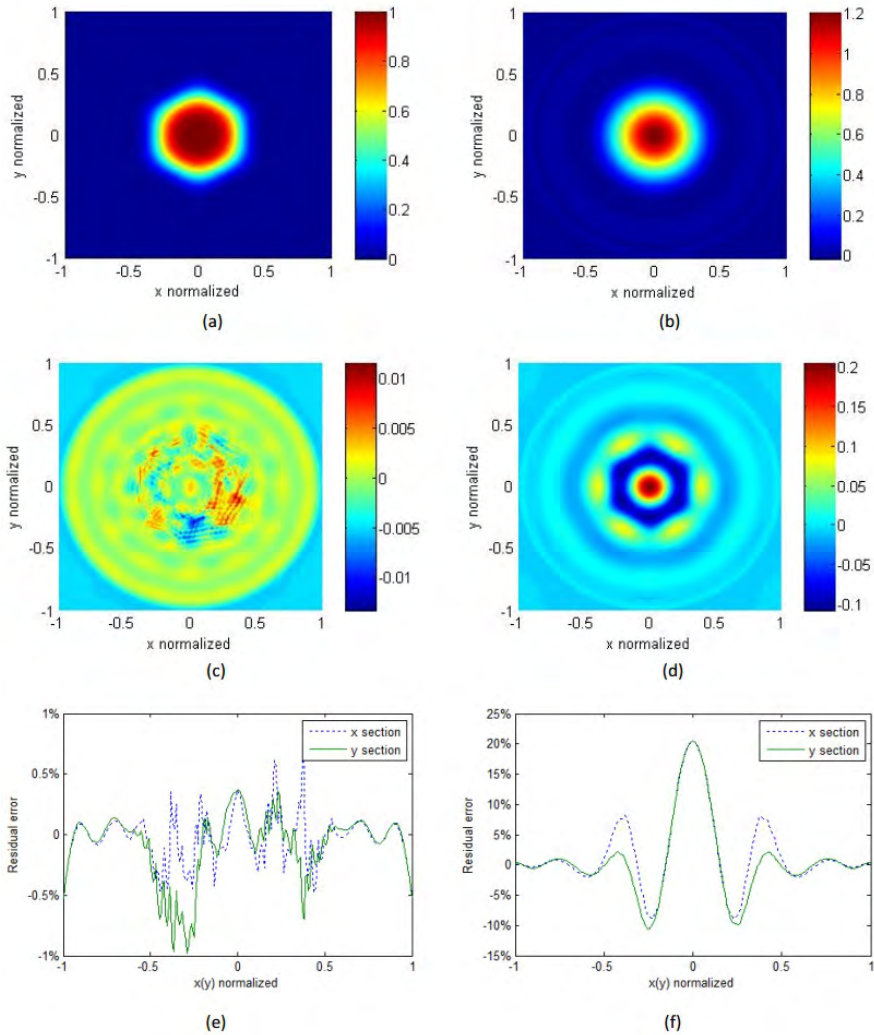 1
0.5
0
-0.5
-1
y normalized
-1 -0.5 0 0.5 1
x normalized
1
0.8
0.6
0.4
0.2
0
(a)
1
0.5
0
-0.5
-1
y normalized
-1 -0.5 0 0.5 1
x normalized
1.2
1
0.8
0.6
0.4
0.2
0
(b)
1
0.5
0
-0.5
-1
y normalized
-1 -0.5 0 0.5 1
x normalized
0.01
0.005
0
-0.005
-0.01
(c)
1
0.5
0
-0.5
-1
y normalized
-1 -0.5 0 0.5 1
x normalized
0.2
0.15
0.1
0.05
0
-0.05
-0.1
(d)
1%
0.5%
0
-0.5%
-1%
Residual error
x section
y section
-1 -0.5 0 0.5 1
x(y) normalized
(e)
25%
20%
15%
10%
5%
0
-5%
-10%
-15%
Residual error
x section
y section
-1 -0.5 0 0.5 1
x(y) normalized
(f)